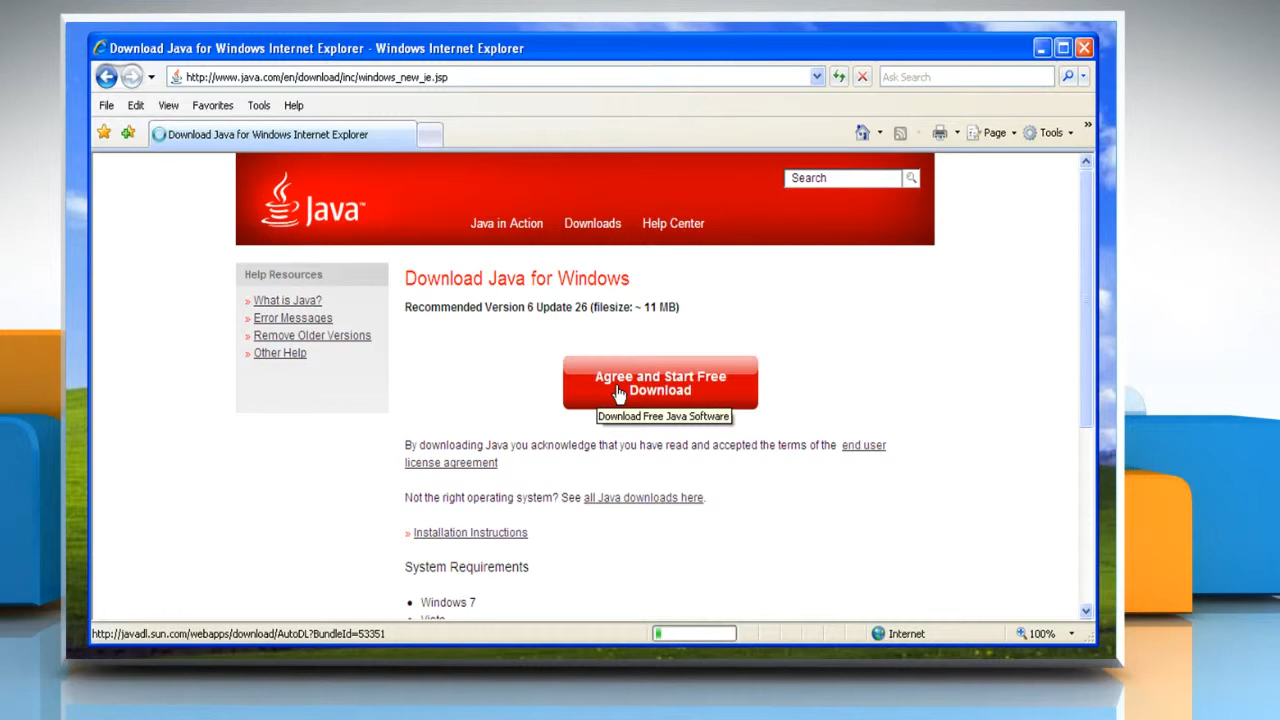 Download Java for Windows Internet Explorer - Windows Internet Explorer
http://www.java.com/en/download/inc/windows_new_ie.jsp
Ask Search
File Edit View Favorites Tools Help
Download Java for Windows Internet Explorer
Page Tools »
Java™
Search
Java in Action Downloads Help Center
Help Resources
» What is Java?
» Error Messages
» Remove Older Versions
» Other Help
Download Java for Windows
Recommended Version 6 Update 26 (filesize: ~ 11 MB)
Agree and Start Free
Download
Download Free Java Software
By downloading Java you acknowledge that you have read and accepted the terms of the end user
license agreement
Not the right operating system? See all Java downloads here.
» Installation Instructions
System Requirements
• Windows 7
http://javadl.sun.com/webapps/download/AutoDL?BundleId=53351
Internet
100%